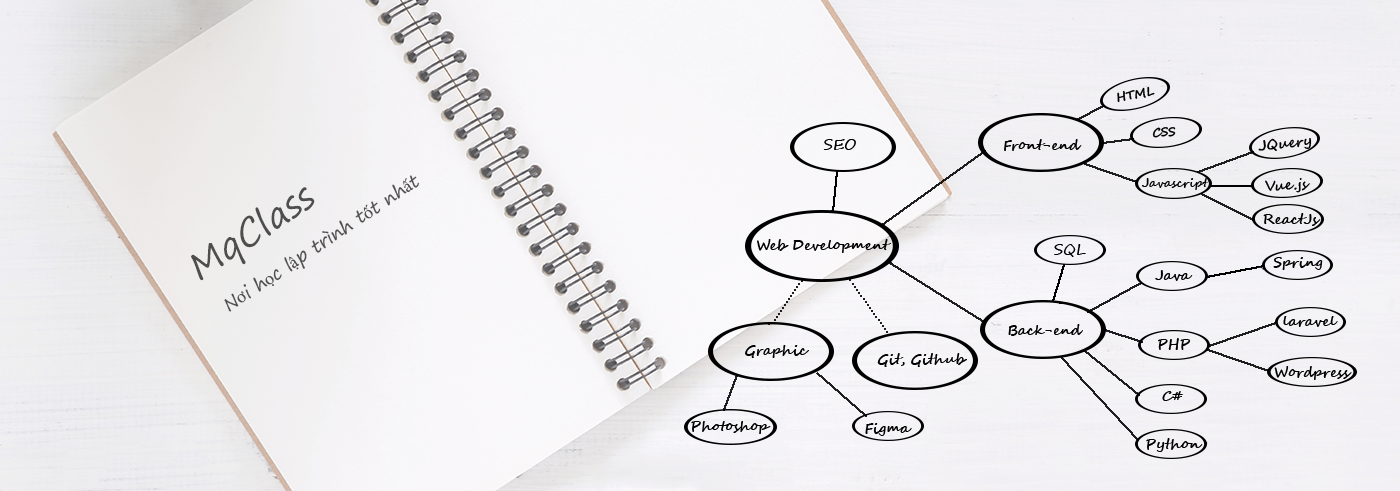 MqClass
Nơi học lập trình tốt nhất
SEO
Web Development
Graphic
Photoshop
Figma
Git, Github
Front-end
HTML
CSS
Javascript
JQuery
Vue.js
ReactJs
Back-end
SQL
Java
Spring
PHP
laravel
Wordpress
C#
Python